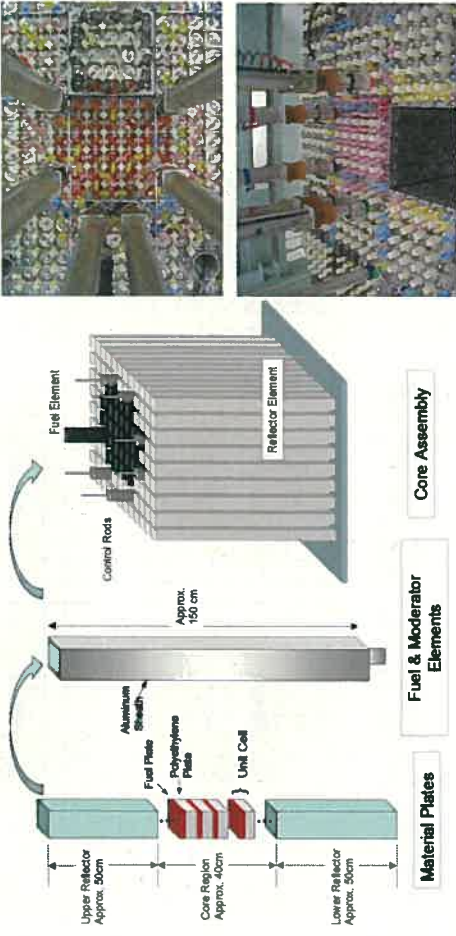 Upper Reflector
Approx. 50cm
Core Region
Approx. 40cm
Lower Reflector
Approx. 50cm
Fuel Plate
Polyethylene
Plate
} Unit Cell
Material Plates
Aluminum
Sheath
Approx.
150 cm
Fuel & Moderator
Elements
Fuel Element
Control Rods
Reflector Element
Core Assembly